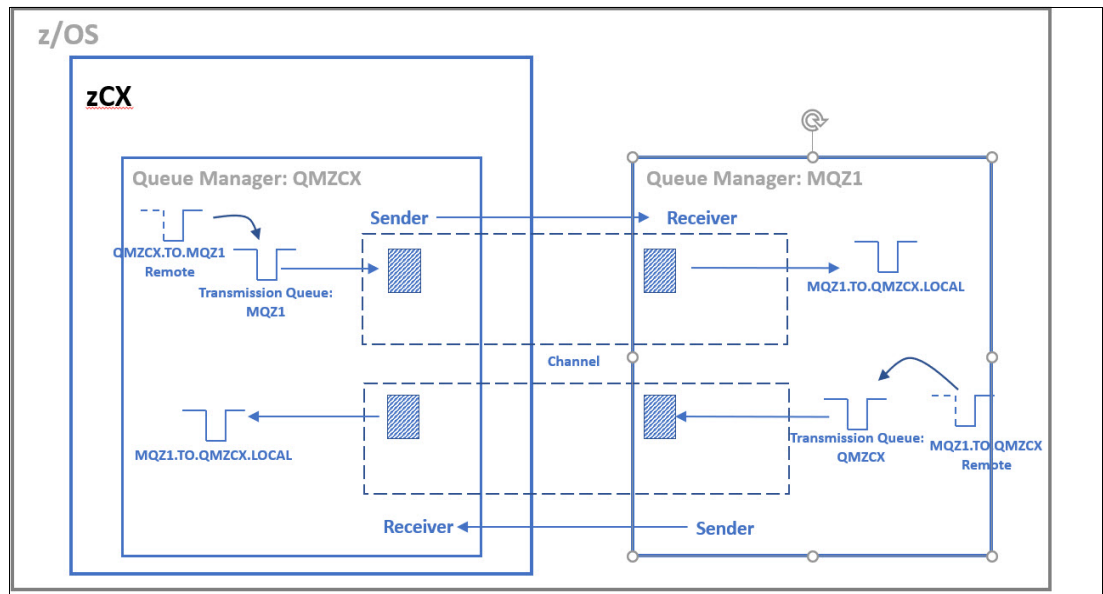 z/OS
zCX
Queue Manager: QMZCX
Queue Manager: MQZ1
Sender
Receiver
QMZCX.TO.MQZ1
Remote
Transmission Queue:
MQZ1
MQZ1.TO.QMZCX.LOCAL
Channel
MQZ1.TO.QMZCX.LOCAL
Transmission Queue:
QMZCX
MQZ1.TO.QMZCX
Remote
Receiver
Sender